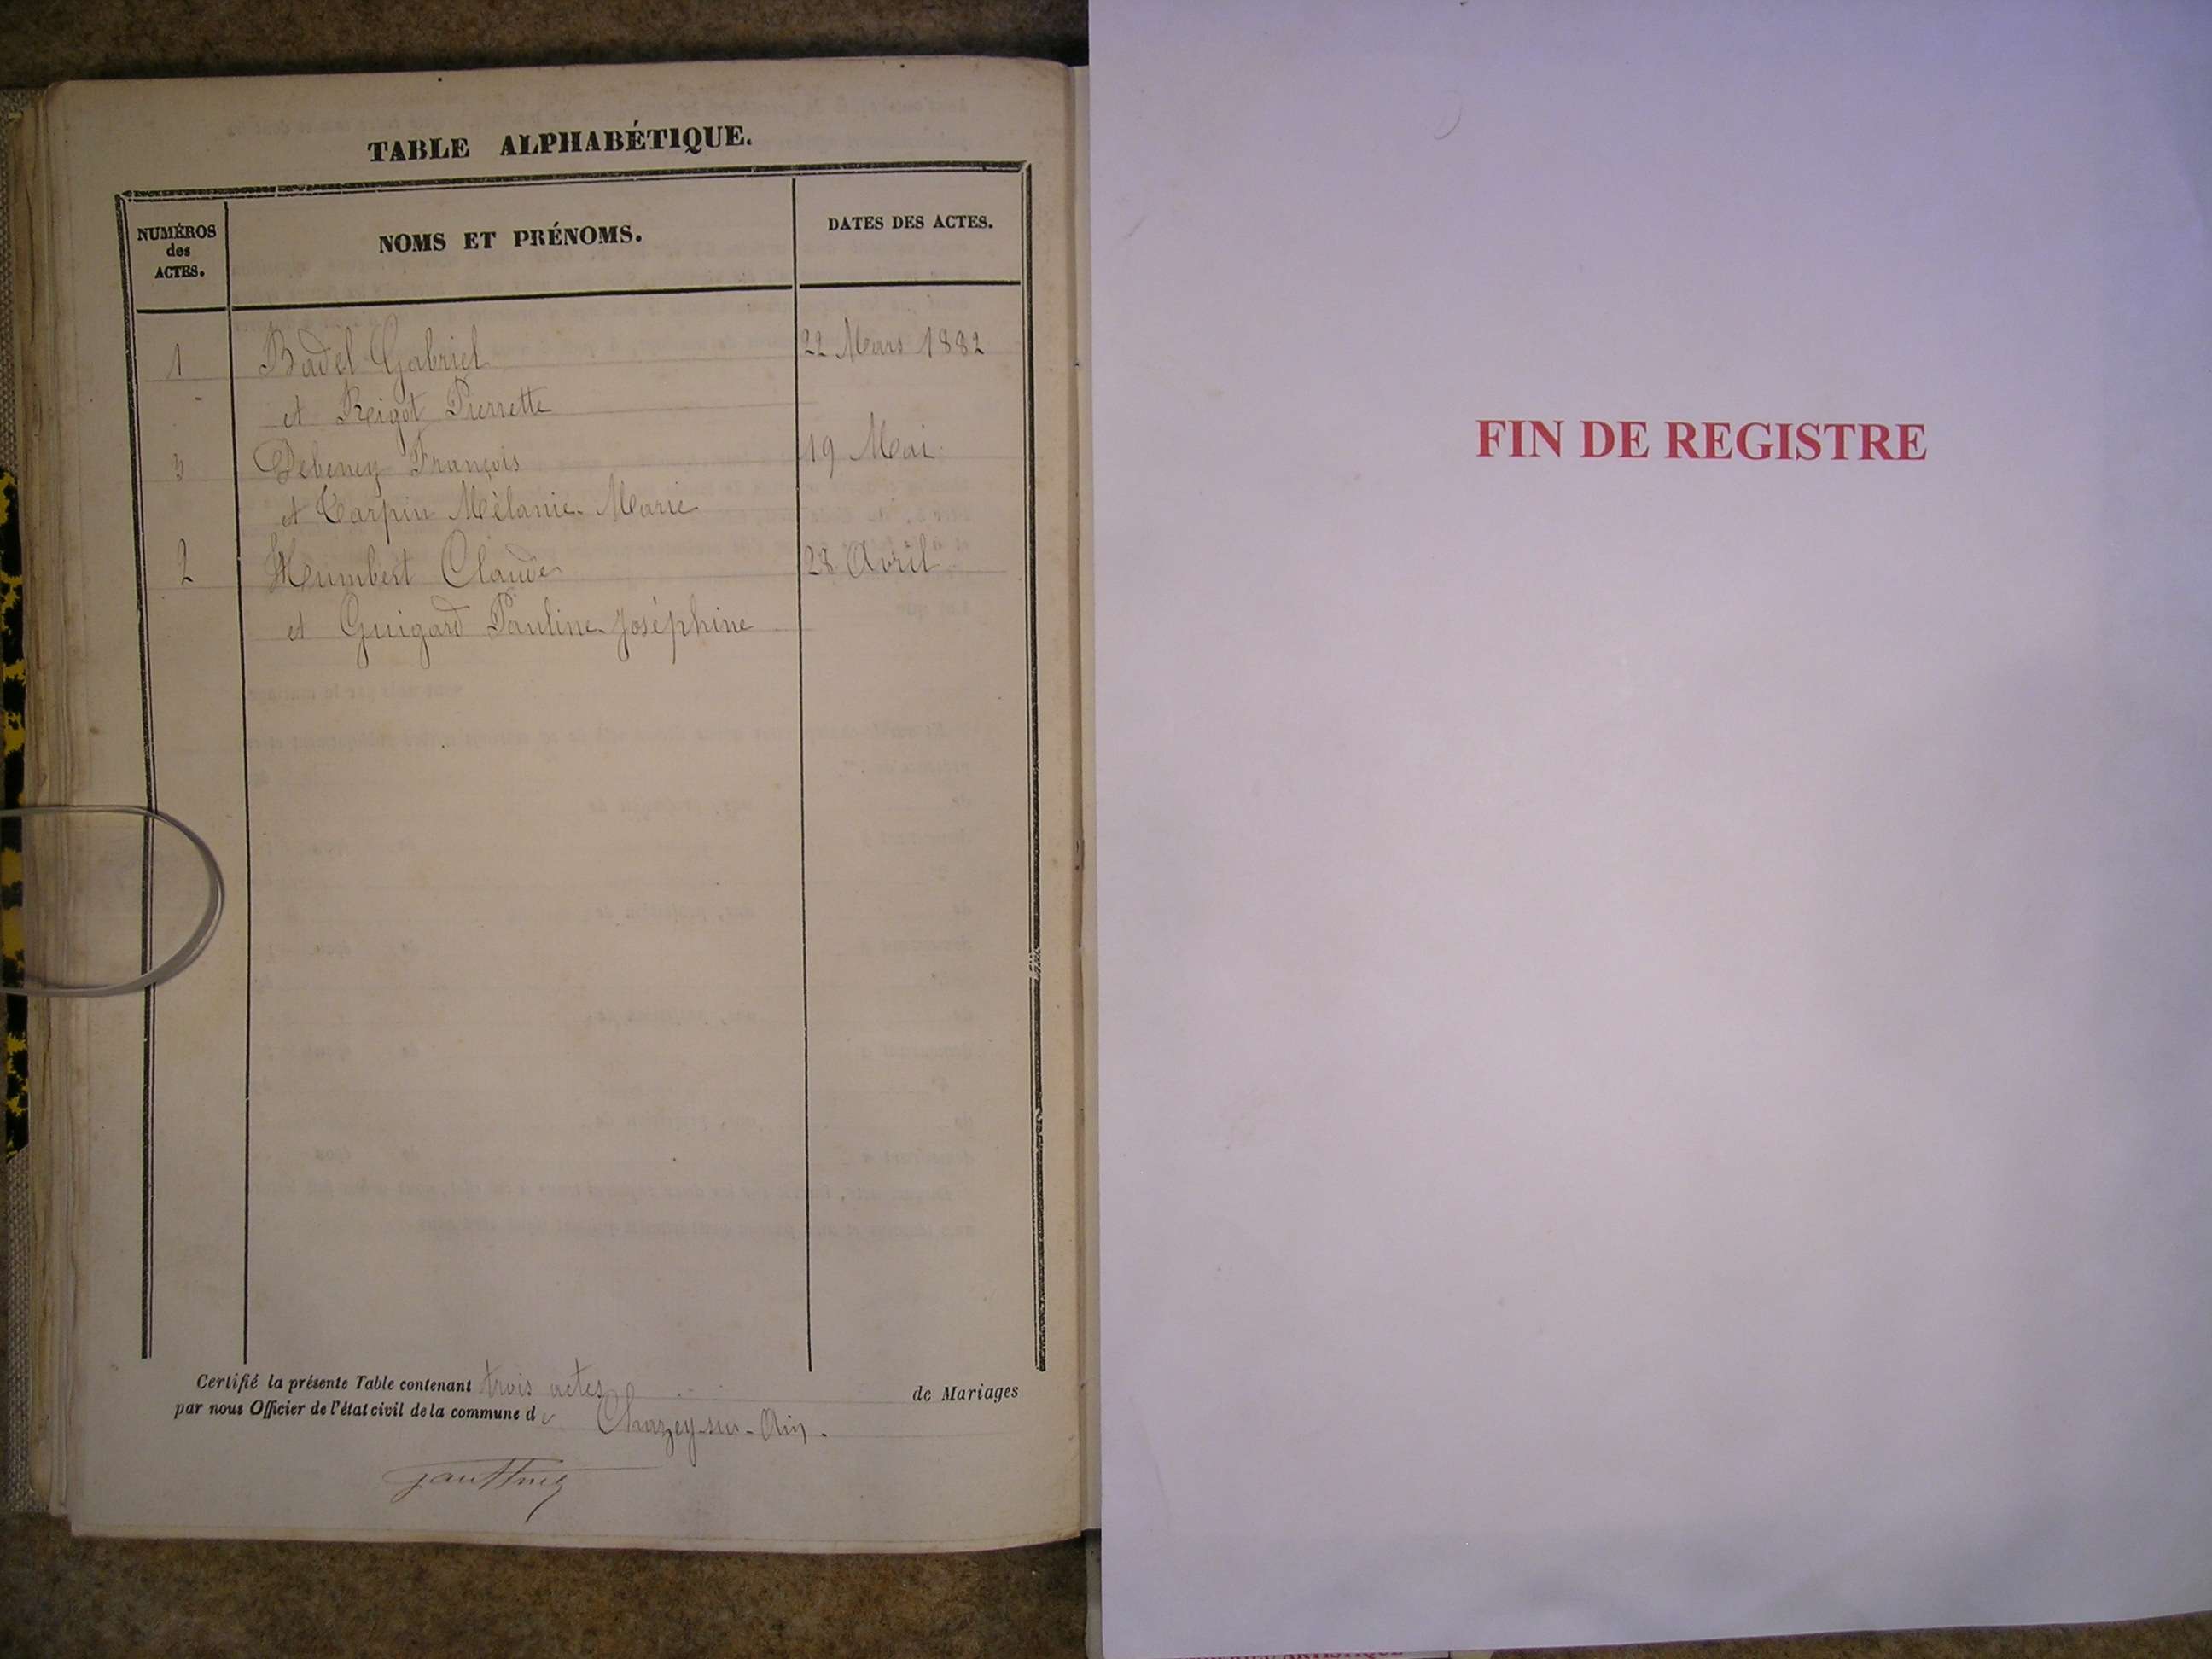 TABLE ALPHABÉTIQUE.
NUMÉROS
des
ACTES.
NOMS ET PRÉNOMS.
DATES DES ACTES.
1 Badel Gabriel 22 Mars 1882
et Reigot Pierrette
3 Debeney François 19 Mai
et Carpin Mélanie-Marie
2 Humbert Claude 28 Avril
et Guigard Pauline-Joséphine
Certifié la présente Table contenant trois actes de Mariages
par nous Officier de l'état civil de la commune de Chazey-sur-Ain.
FIN DE REGISTRE